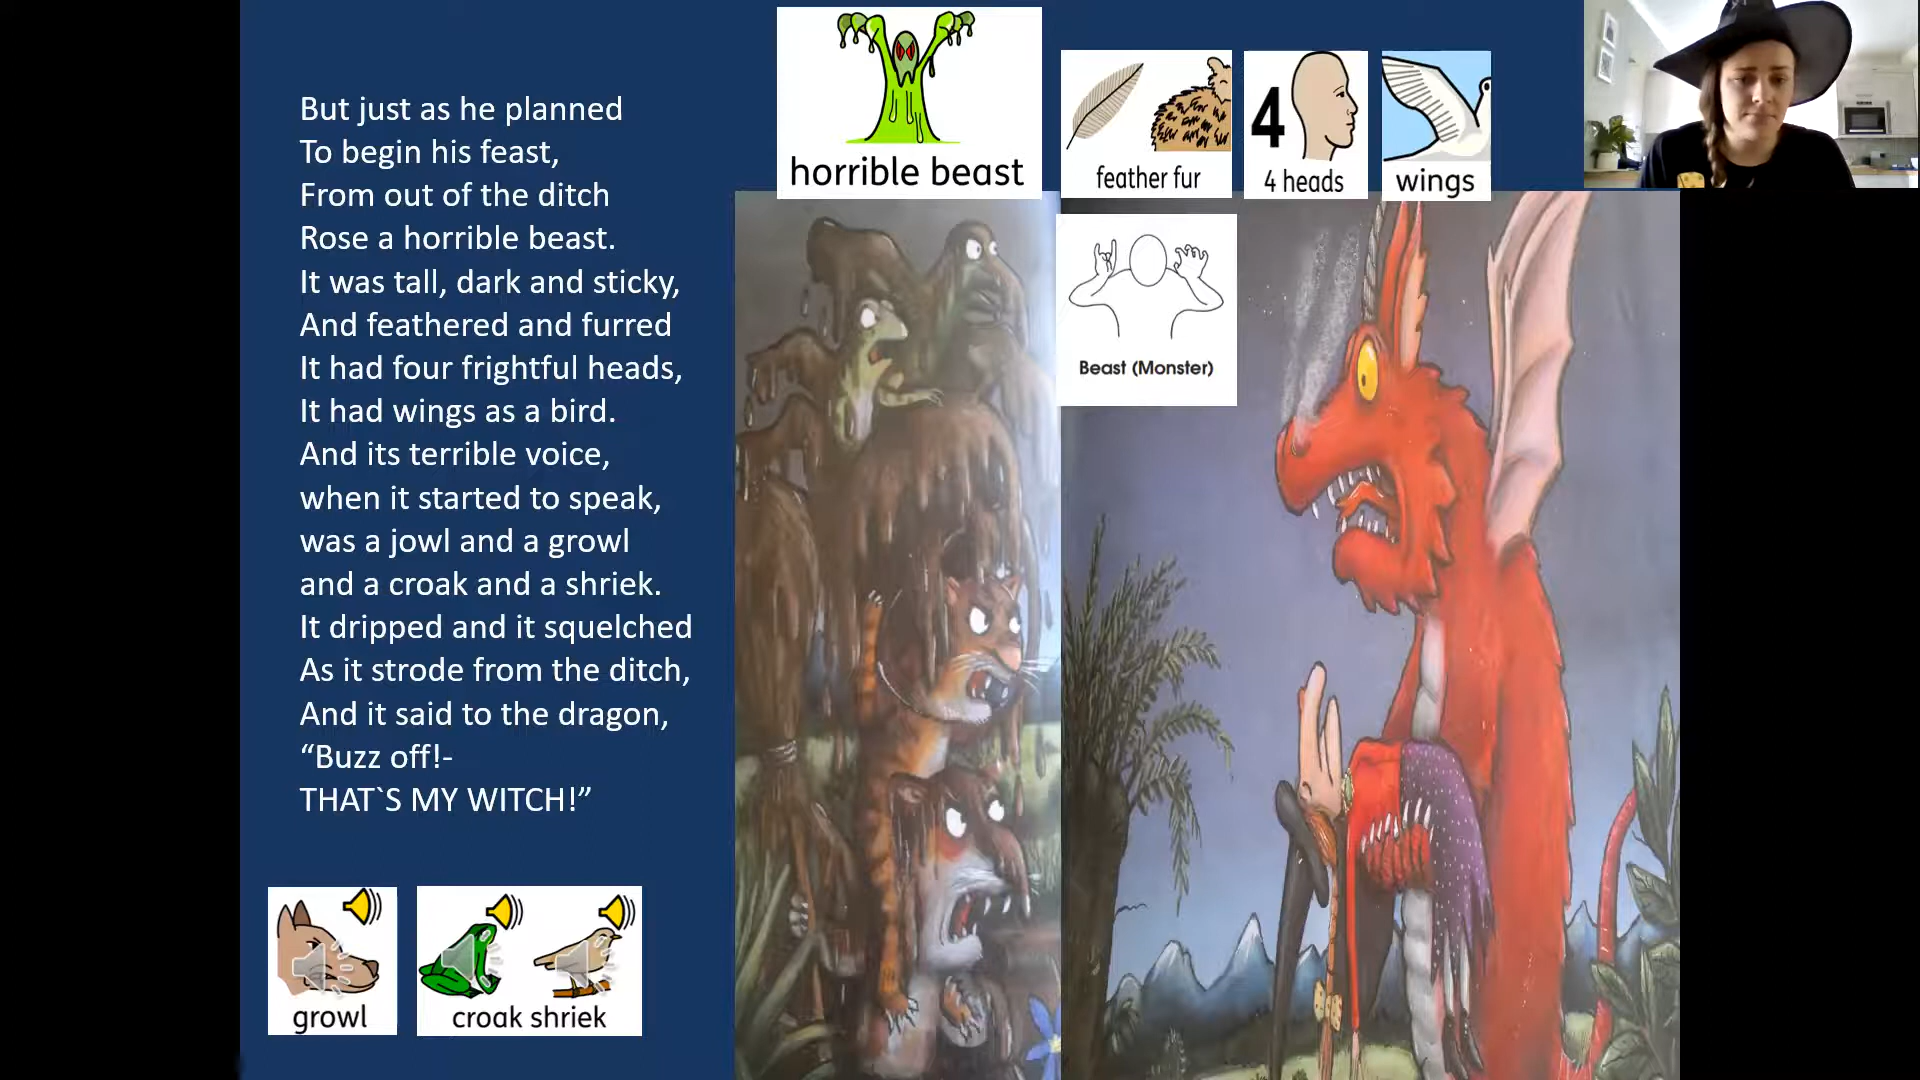 But just as he planned
To begin his feast,
From out of the ditch
Rose a horrible beast.
It was tall, dark and sticky,
And feathered and furred
It had four frightful heads,
It had wings as a bird.
And its terrible voice,
when it started to speak,
was a jowl and a growl
and a croak and a shriek.
It dripped and it squelched
As it strode from the ditch,
And it said to the dragon,
“Buzz off!-
THAT`S MY WITCH!”
horrible beast
feather fur
4
4 heads
wings
Beast (Monster)
growl
croak shriek